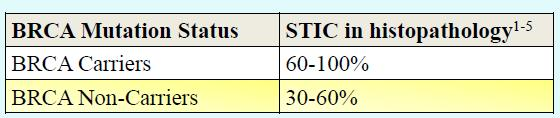 BRCA Mutation Status STIC in histopathology1-5
BRCA Carriers 60-100%
BRCA Non-Carriers 30-60%